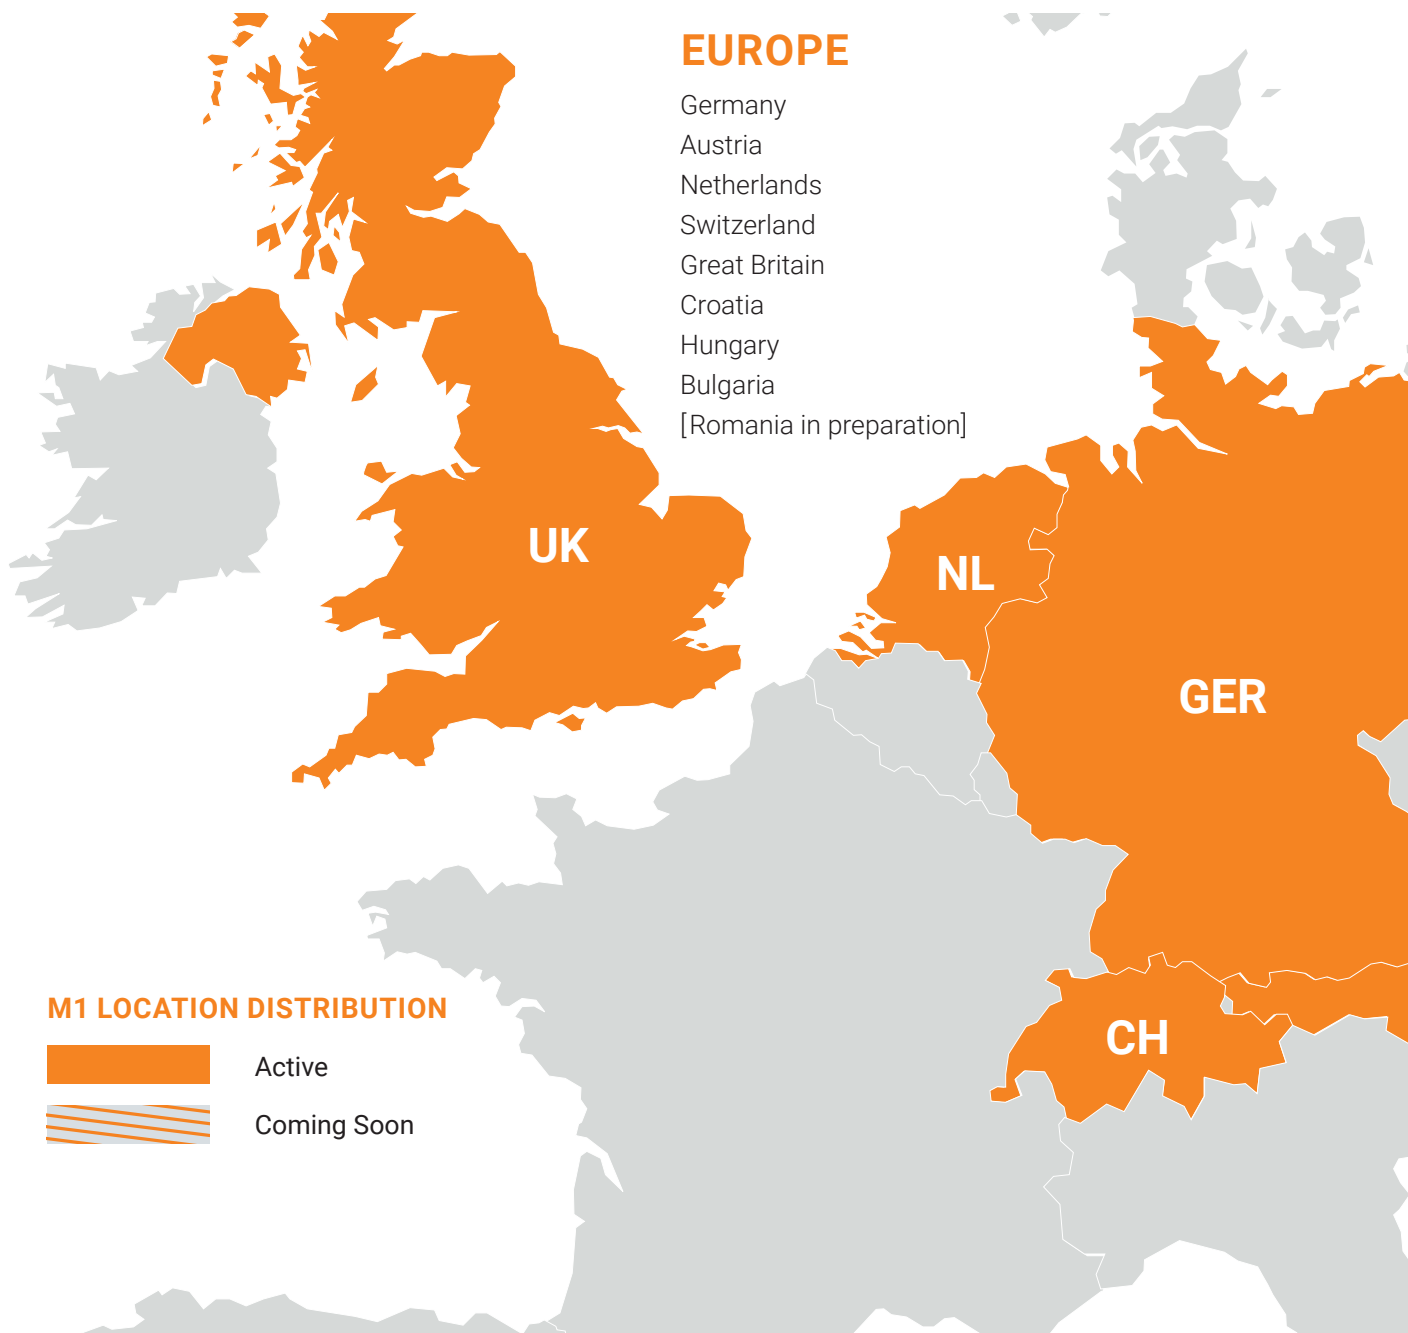 EUROPE
Germany
Austria
Netherlands
Switzerland
Great Britain
Croatia
Hungary
Bulgaria
[Romania in preparation]
UK
NL
GER
CH
M1 LOCATION DISTRIBUTION
Active
Coming Soon